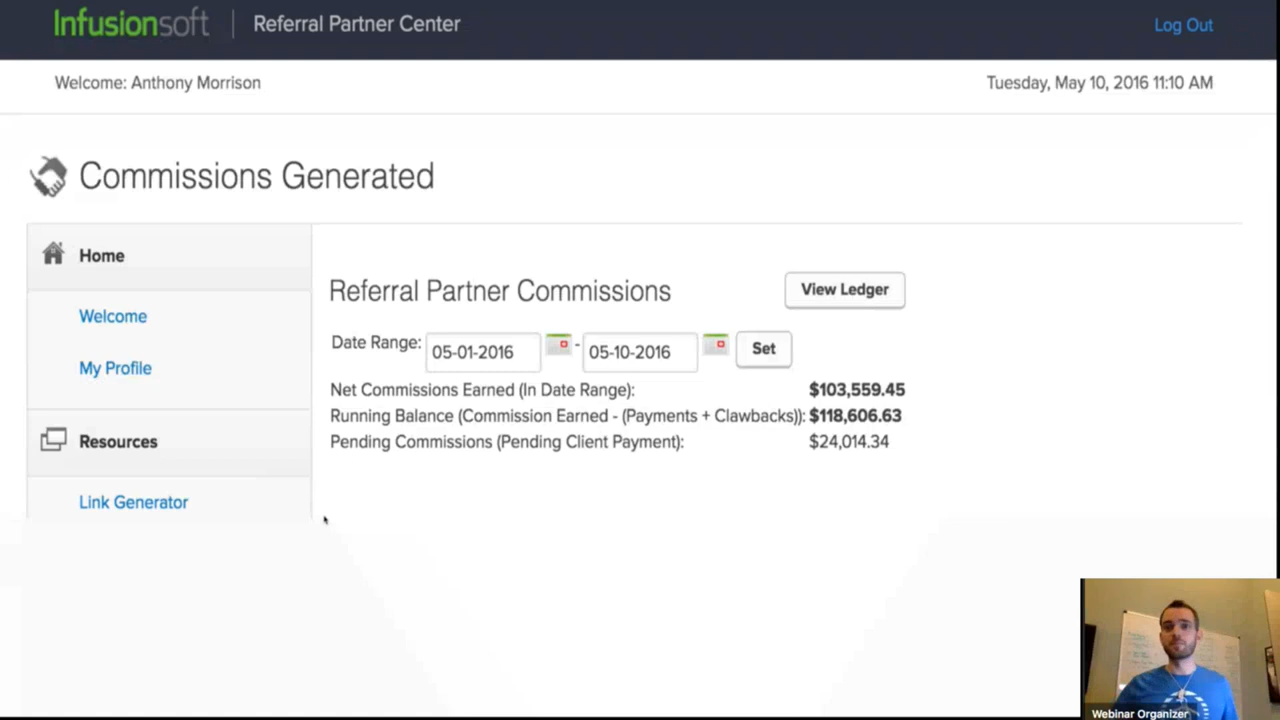 Infusionsoft | Referral Partner Center
Log Out
Welcome: Anthony Morrison
Tuesday, May 10, 2016 11:10 AM
Commissions Generated
Home
Welcome
My Profile
Resources
Link Generator
Referral Partner Commissions
View Ledger
Date Range: 05-01-2016 - 05-10-2016 Set
Net Commissions Earned (In Date Range): $103,559.45
Running Balance (Commission Earned - (Payments + Clawbacks)): $118,606.63
Pending Commissions (Pending Client Payment): $24,014.34
Webinar Organizer